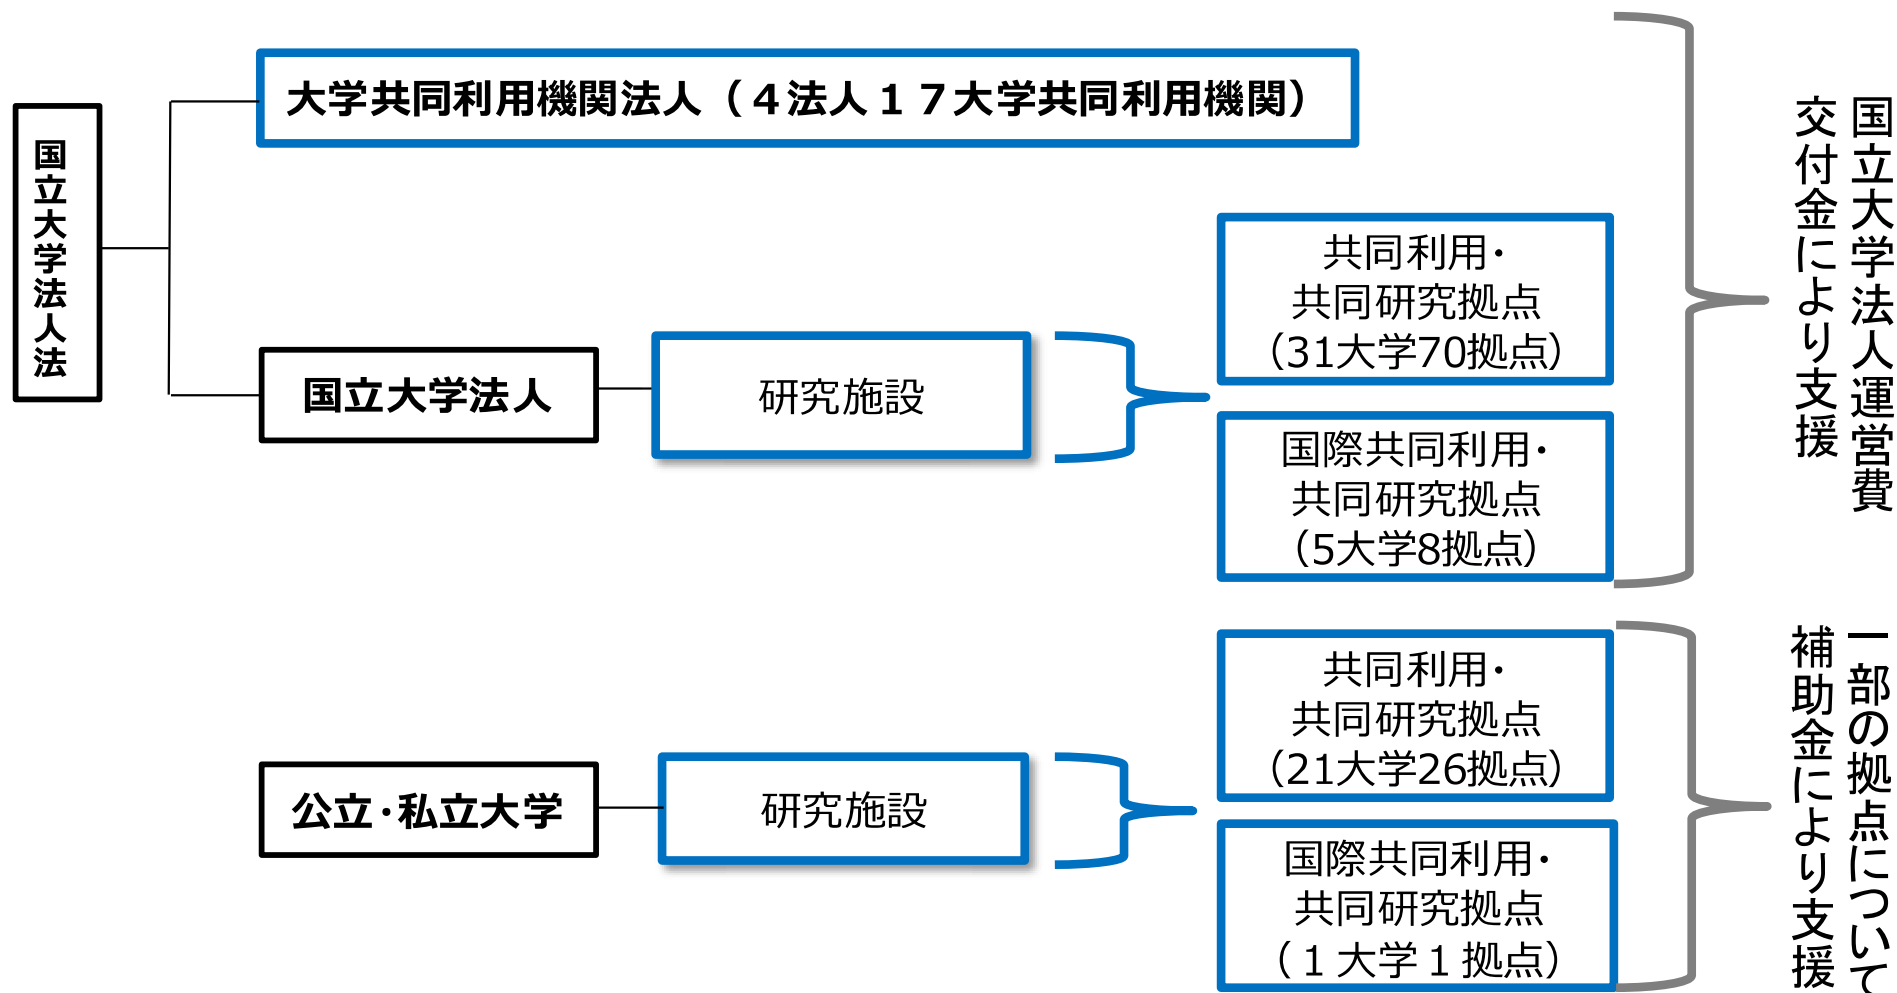 国立大学法人法
大学共同利用機関法人（４法人１７大学共同利用機関）
国立大学法人
研究施設
共同利用・
共同研究拠点
（31大学70拠点）
国際共同利用・
共同研究拠点
（5大学8拠点）
国立大学法人運営費
交付金により支援
公立・私立大学
研究施設
共同利用・
共同研究拠点
（21大学26拠点）
国際共同利用・
共同研究拠点
（１大学１拠点）
一部の拠点について
補助金により支援